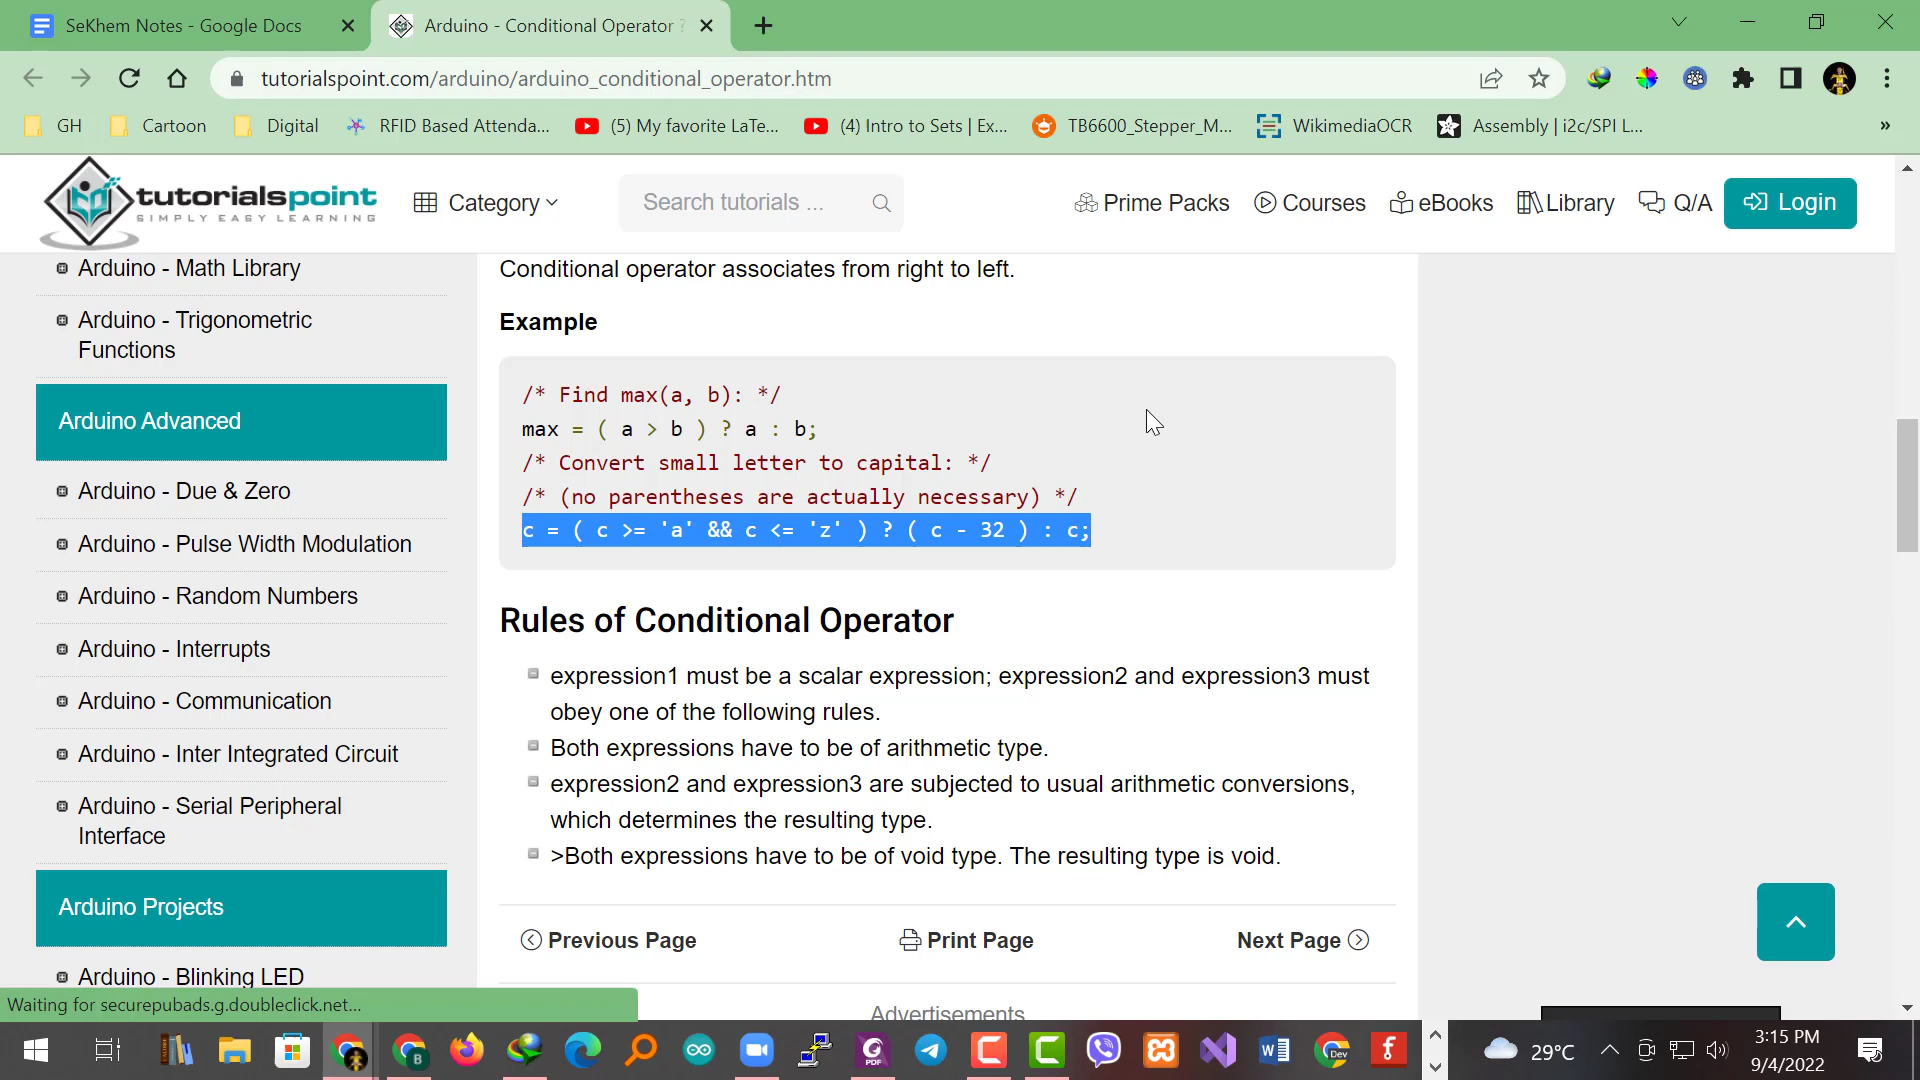 SeKhem Notes - Google Docs
Arduino - Conditional Operator ?
tutorialspoint.com/arduino/arduino_conditional_operator.htm
GH
Cartoon
Digital
RFID Based Attenda...
(5) My favorite LaTe...
(4) Intro to Sets | Ex...
TB6600_Stepper_M...
WikimediaOCR
Assembly | i2c/SPI L...
»
tutorialspoint
SIMPLY EASY LEARNING
Category
Search tutorials ...
Prime Packs
Courses
eBooks
Library
Q/A
Login
Arduino - Math Library
Arduino - Trigonometric
Functions
Arduino Advanced
Arduino - Due & Zero
Arduino - Pulse Width Modulation
Arduino - Random Numbers
Arduino - Interrupts
Arduino - Communication
Arduino - Inter Integrated Circuit
Arduino - Serial Peripheral
Interface
Arduino Projects
Arduino - Blinking LED
Conditional operator associates from right to left.
Example
/* Find max(a, b): */
max = ( a > b ) ? a : b;
/* Convert small letter to capital: */
/* (no parentheses are actually necessary) */
c = ( c >= 'a' && c <= 'z' ) ? ( c - 32 ) : c;
Rules of Conditional Operator
expression1 must be a scalar expression; expression2 and expression3 must
obey one of the following rules.
Both expressions have to be of arithmetic type.
expression2 and expression3 are subjected to usual arithmetic conversions,
which determines the resulting type.
>Both expressions have to be of void type. The resulting type is void.
Previous Page
Print Page
Next Page
Advertisements
Waiting for securepubads.g.doubleclick.net...
B
PDF
Dev
29°C
3:15 PM
9/4/2022